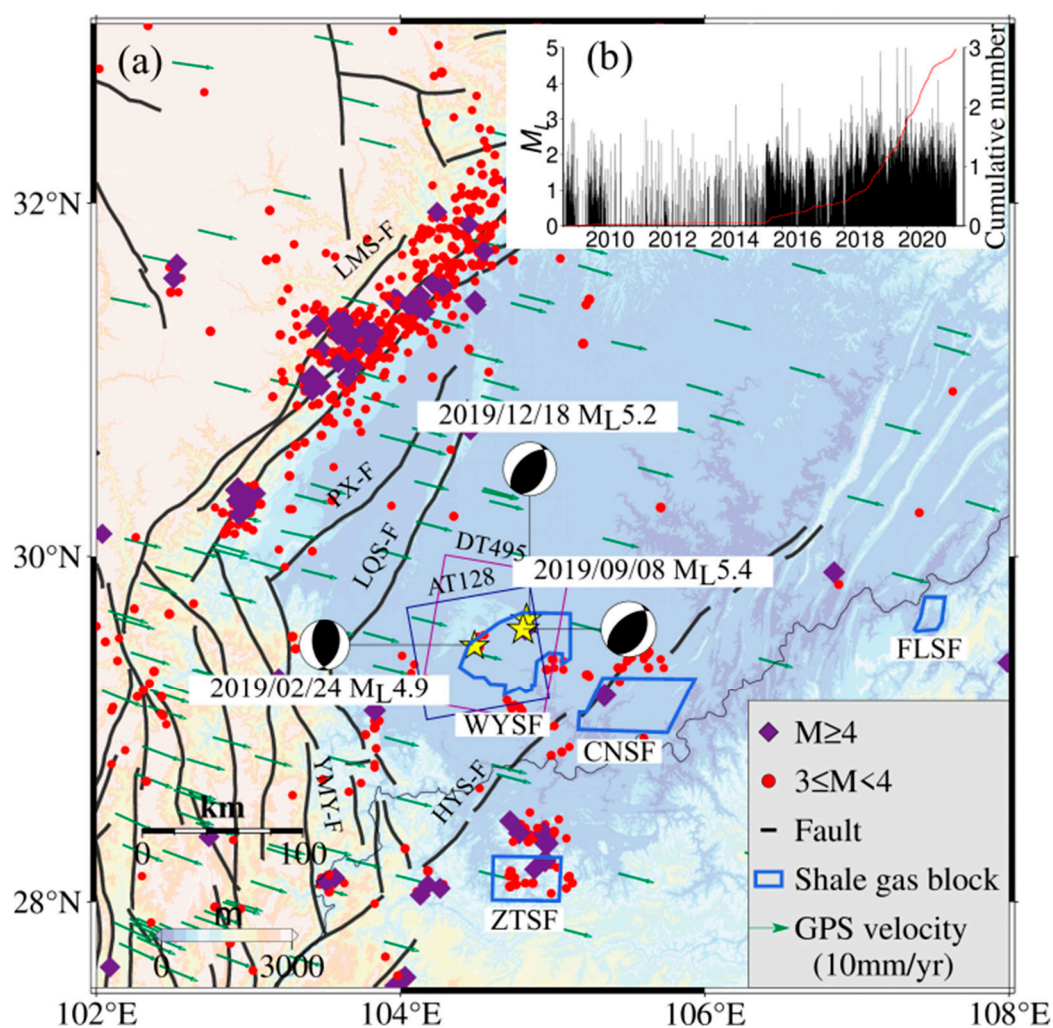 (a)
(b)
5
4
3
2
1
0
M_L
3
2
1
0
Cumulative number
2010 2012 2014 2016 2018 2020
32°N
30°N
28°N
LMS-F
2019/12/18 M_L5.2
PX-F
LQS-F
DT495
AT128
2019/09/08 M_L5.4
2019/02/24 M_L4.9
WYSF
CNSF
FLSF
YMY-F
HYS-F
ZTSF
km
0 100
m
0 3000
M≥4
3≤M<4
Fault
Shale gas block
GPS velocity
(10mm/yr)
102°E 104°E 106°E 108°E